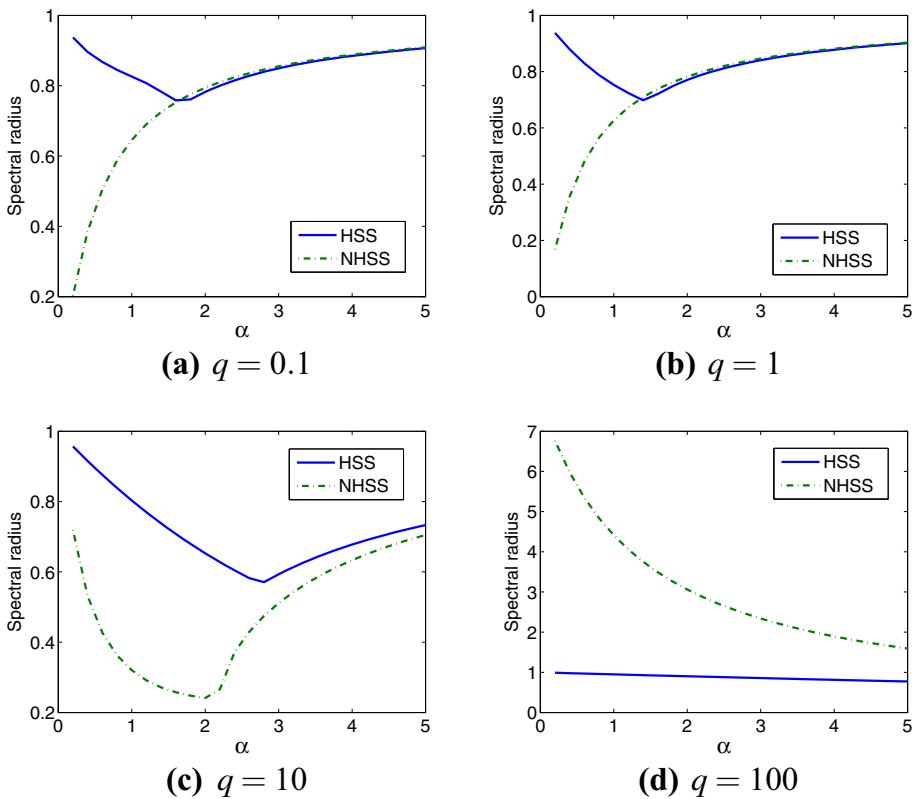 1
0.8
0.6
0.4
0.2
0 1 2 3 4 5
Spectral radius
α
HSS
NHSS
(a) q = 0.1
1
0.8
0.6
0.4
0.2
0
0 1 2 3 4 5
Spectral radius
α
HSS
NHSS
(b) q = 1
1
0.8
0.6
0.4
0.2
0 1 2 3 4 5
Spectral radius
α
HSS
NHSS
(c) q = 10
7
6
5
4
3
2
1
0
0 1 2 3 4 5
Spectral radius
α
HSS
NHSS
(d) q = 100